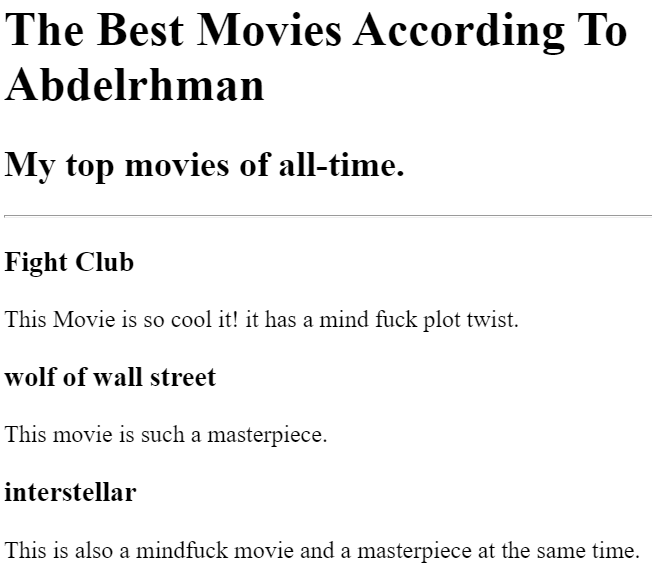 The Best Movies According To
Abdelrhman
My top movies of all-time.
Fight Club
This Movie is so cool it! it has a mind fuck plot twist.
wolf of wall street
This movie is such a masterpiece.
interstellar
This is also a mindfuck movie and a masterpiece at the same time.